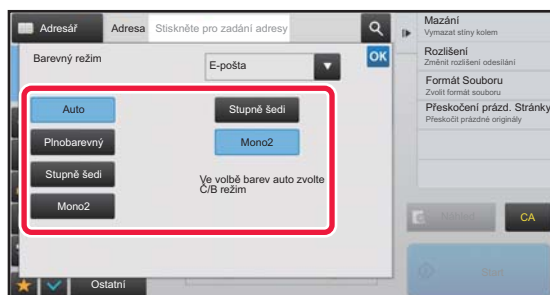 Adresář
Adresa
Stiskněte pro zadání adresy
Barevný režim
E-pošta
OK
Auto
Plnobarevný
Stupně šedi
Mono2
Stupně šedi
Mono2
Ve volbě barev auto zvolte
Č/B režim
Ostatní
Mazání
Vymazat stíny kolem
Rozlišení
Změnit rozlišení odesílání
Formát Souboru
Zvolit formát souboru
Přeskočení prázd. Stránky
Přeskočit prázdné originály
Náhled
CA
Start